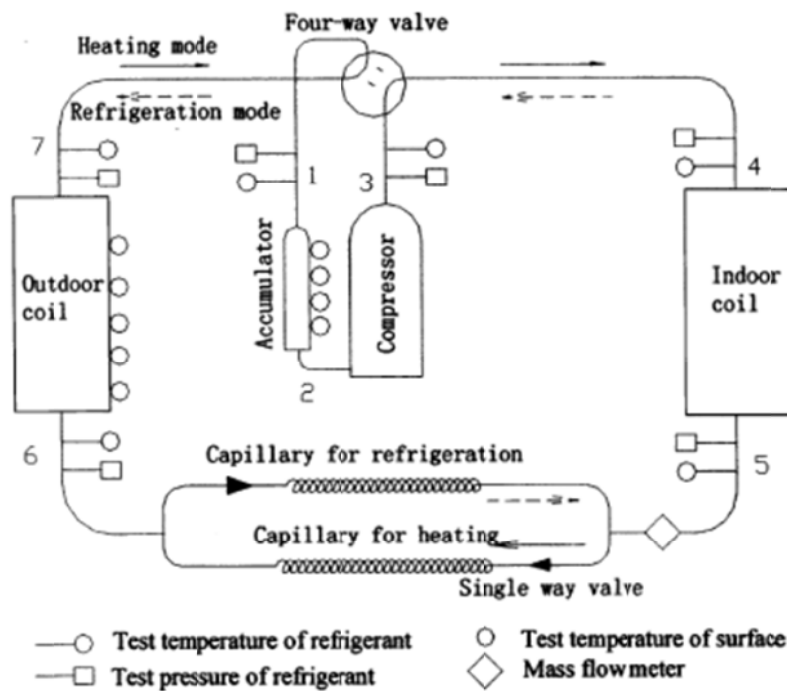 Four-way valve
Heating mode
Refrigeration mode
7
1
3
4
Outdoor
coil
Accumulator
Compressor
Indoor
coil
2
6
5
Capillary for refrigeration
Capillary for heating
Single way valve
Test temperature of refrigerant
Test temperature of surface
Test pressure of refrigerant
Mass flow meter